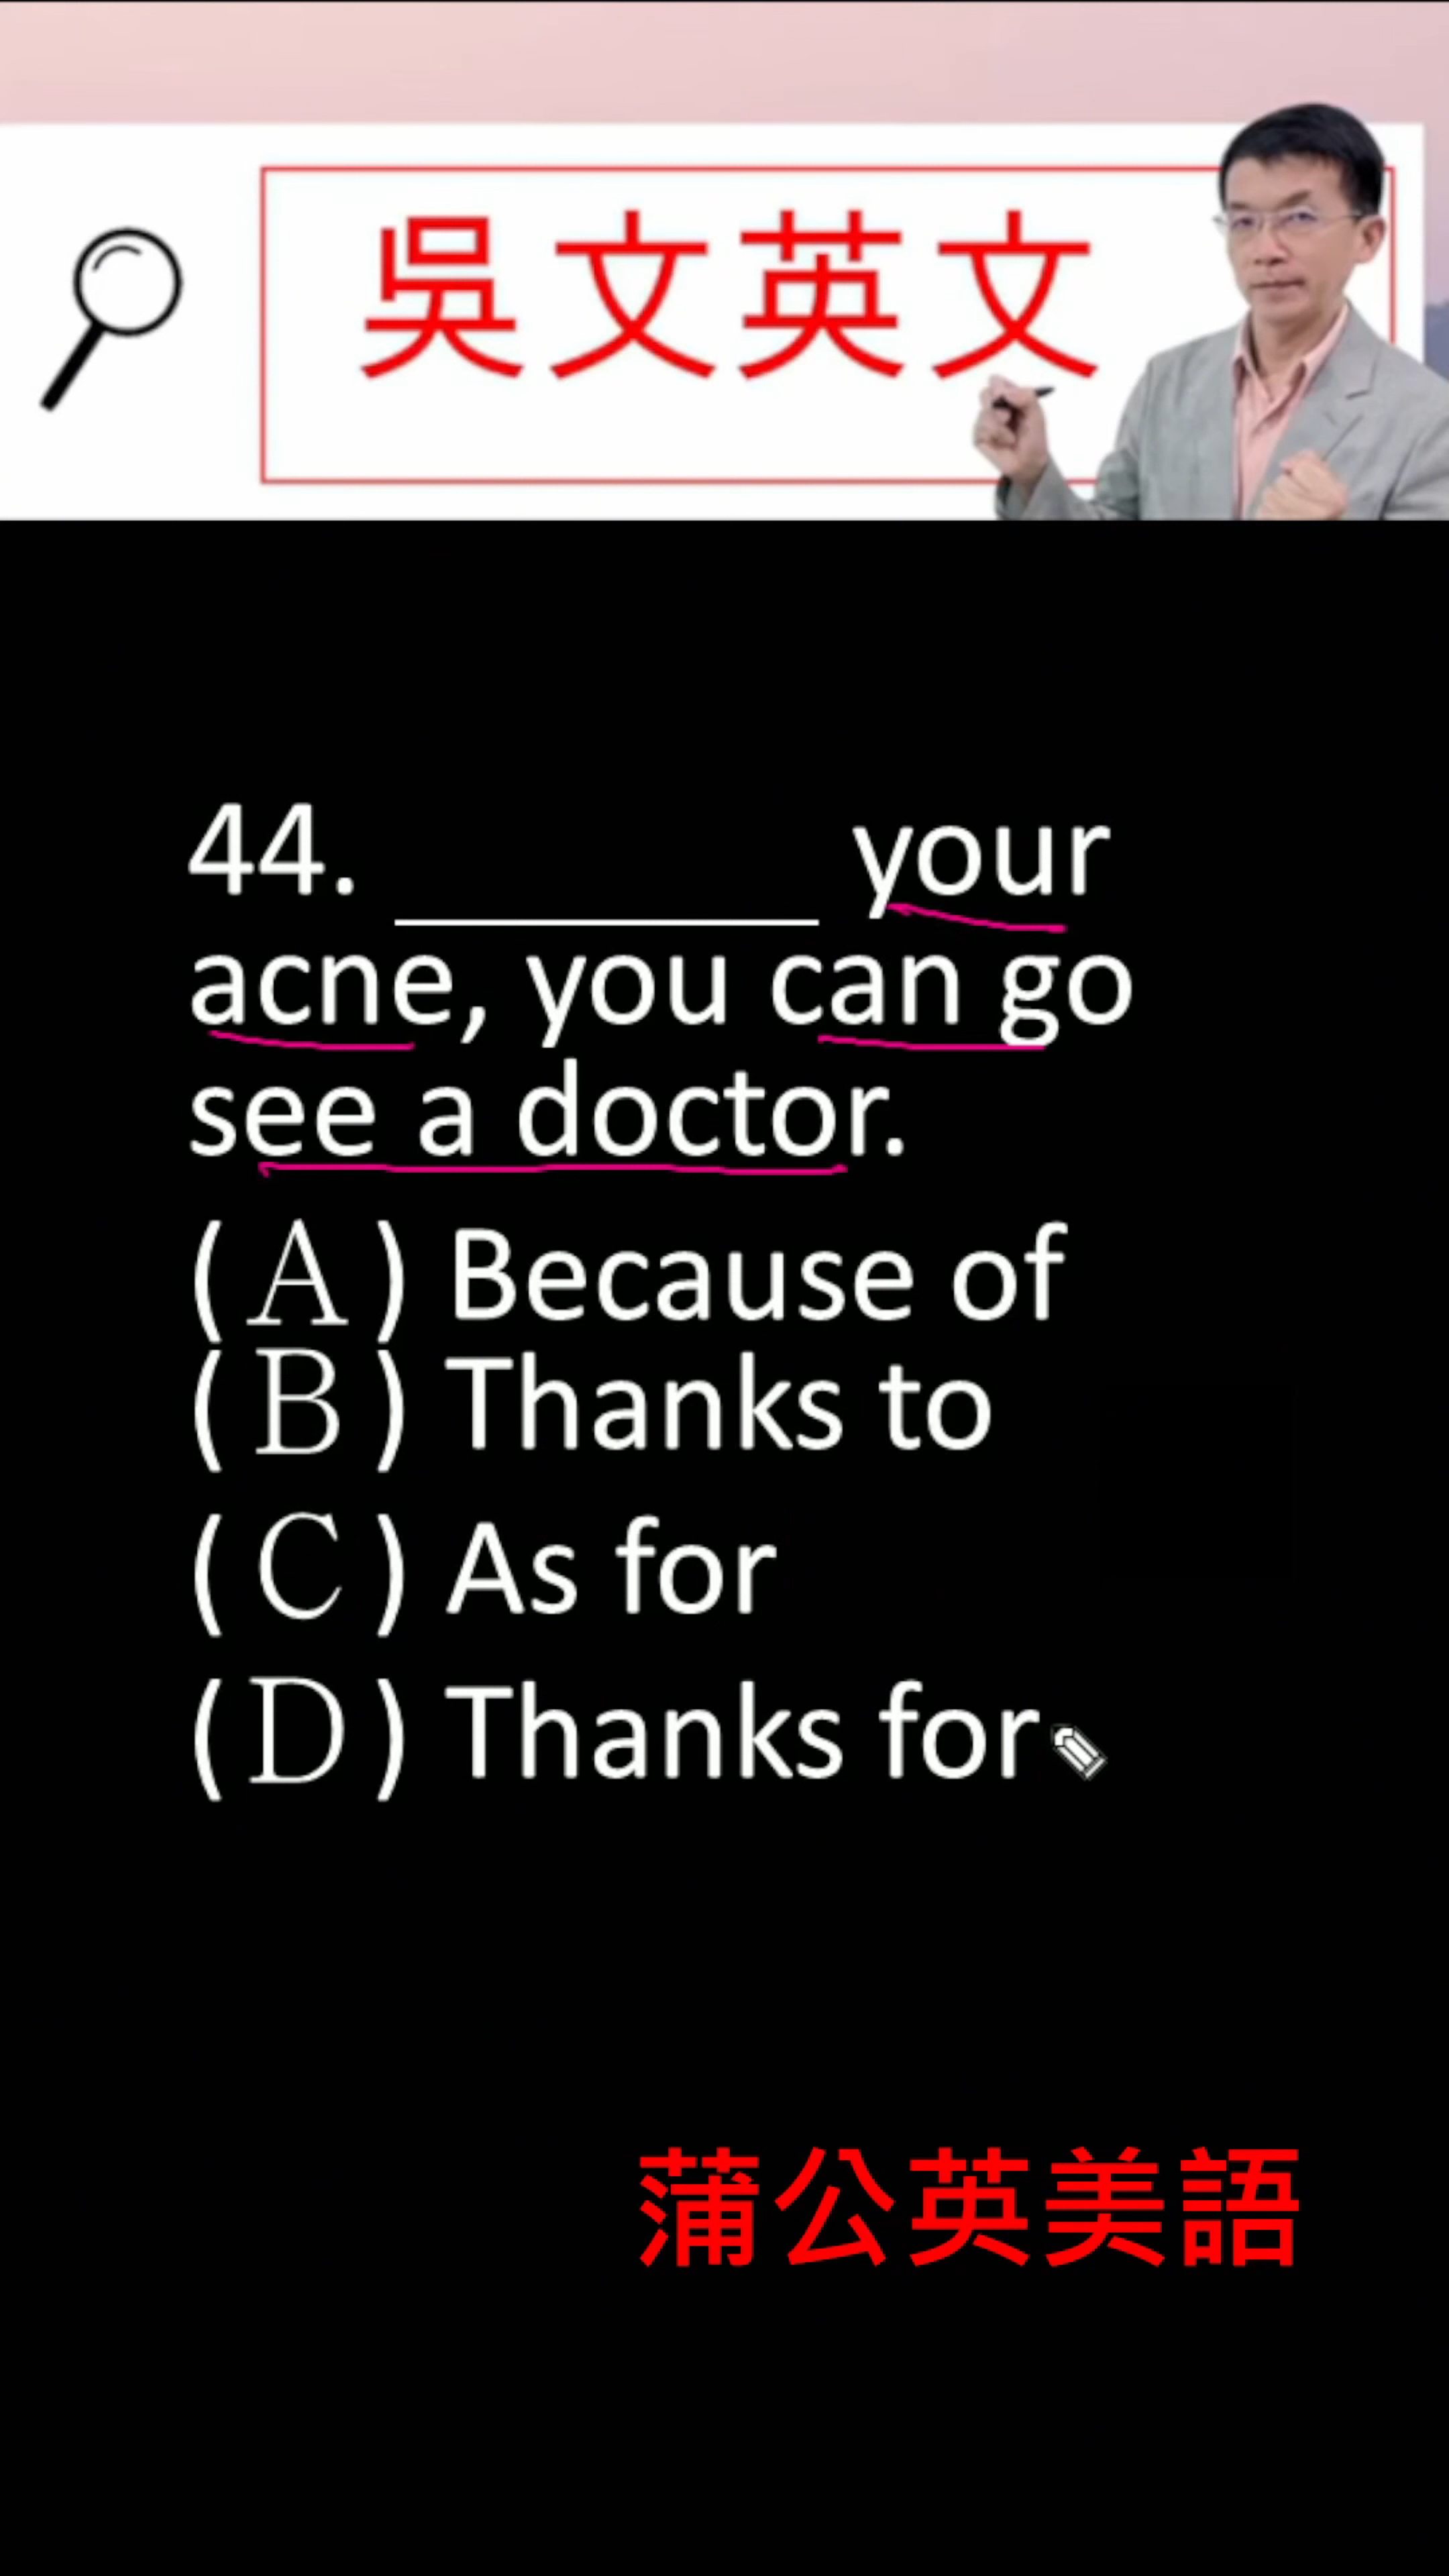 吳文英文
44. ________ your
acne, you can go
see a doctor.
(A) Because of
(B) Thanks to
(C) As for
(D) Thanks for
蒲公英美語